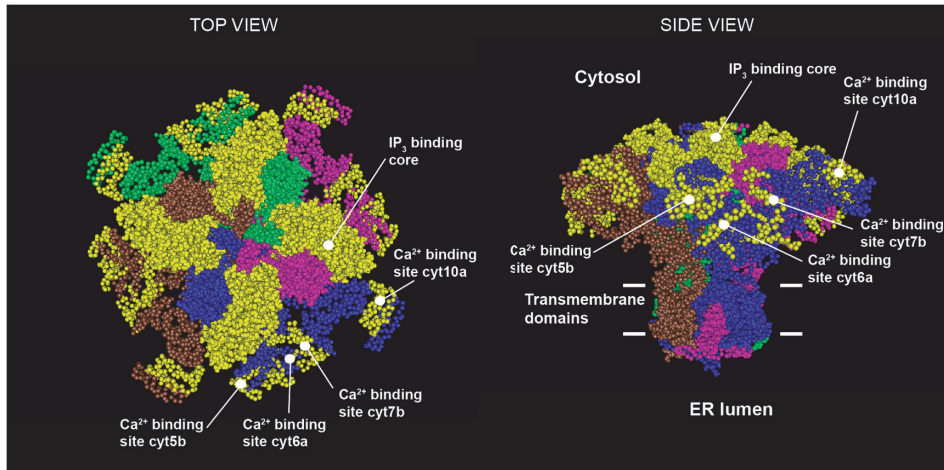 TOP VIEW
IP₃ binding
core
Ca²⁺ binding
site cyt10a
Ca²⁺ binding
site cyt7b
Ca²⁺ binding
site cyt6a
Ca²⁺ binding
site cyt5b
SIDE VIEW
Cytosol
IP₃ binding core
Ca²⁺ binding
site cyt10a
Ca²⁺ binding
site cyt5b
Ca²⁺ binding
site cyt7b
Ca²⁺ binding
site cyt6a
Transmembrane
domains
ER lumen